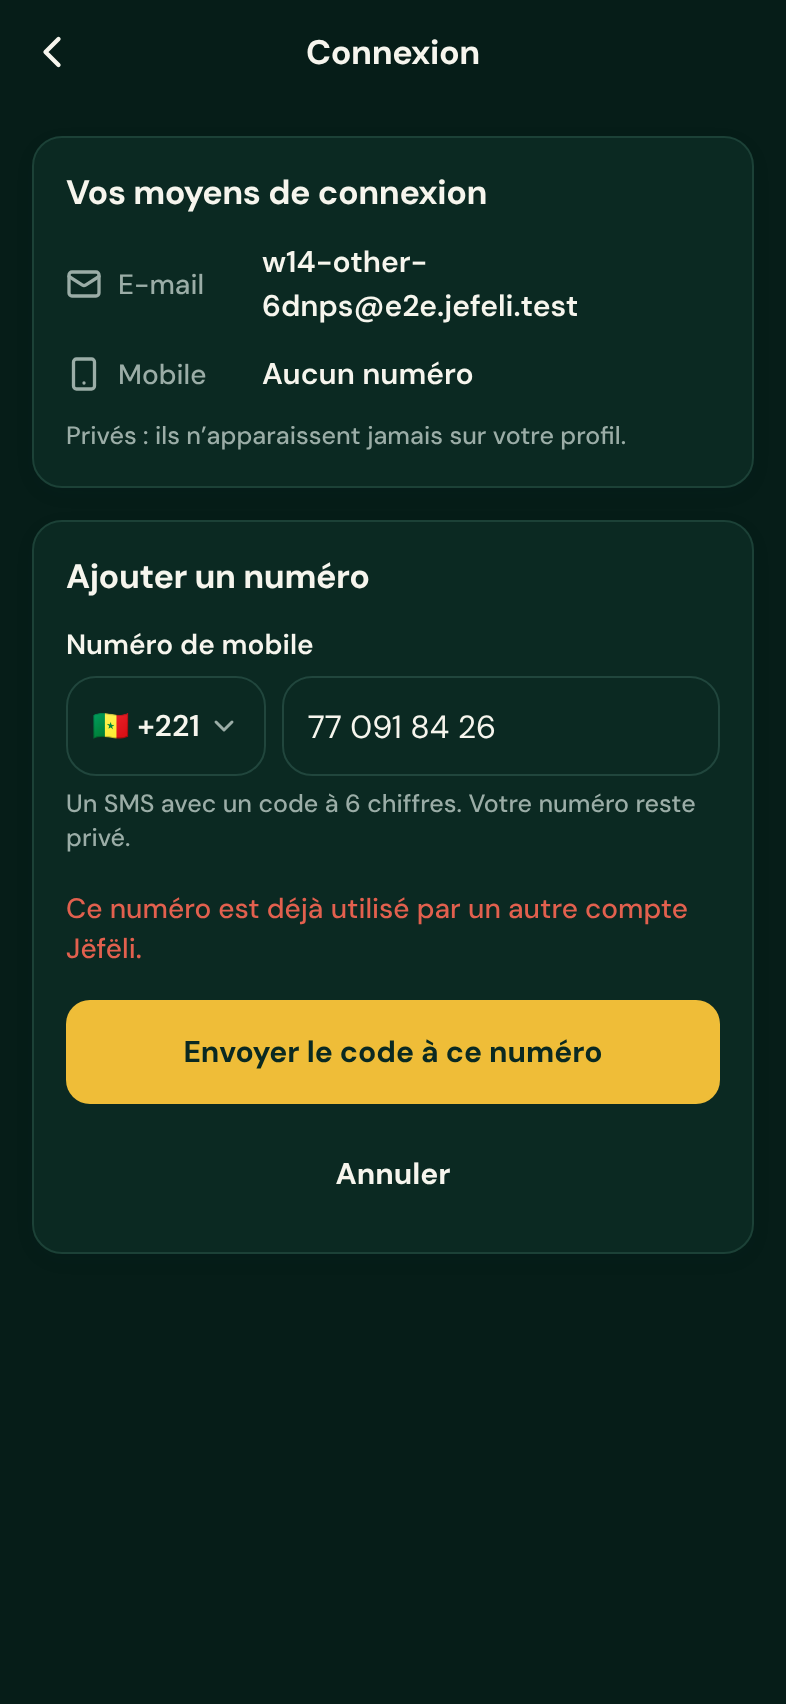 Connexion
Vos moyens de connexion
E-mail
w14-other-
6dnps@e2e.jefeli.test
Mobile
Aucun numéro
Privés : ils n’apparaissent jamais sur votre profil.
Ajouter un numéro
Numéro de mobile
+221
77 091 84 26
Un SMS avec un code à 6 chiffres. Votre numéro reste
privé.
Ce numéro est déjà utilisé par un autre compte
Jëfëli.
Envoyer le code à ce numéro
Annuler